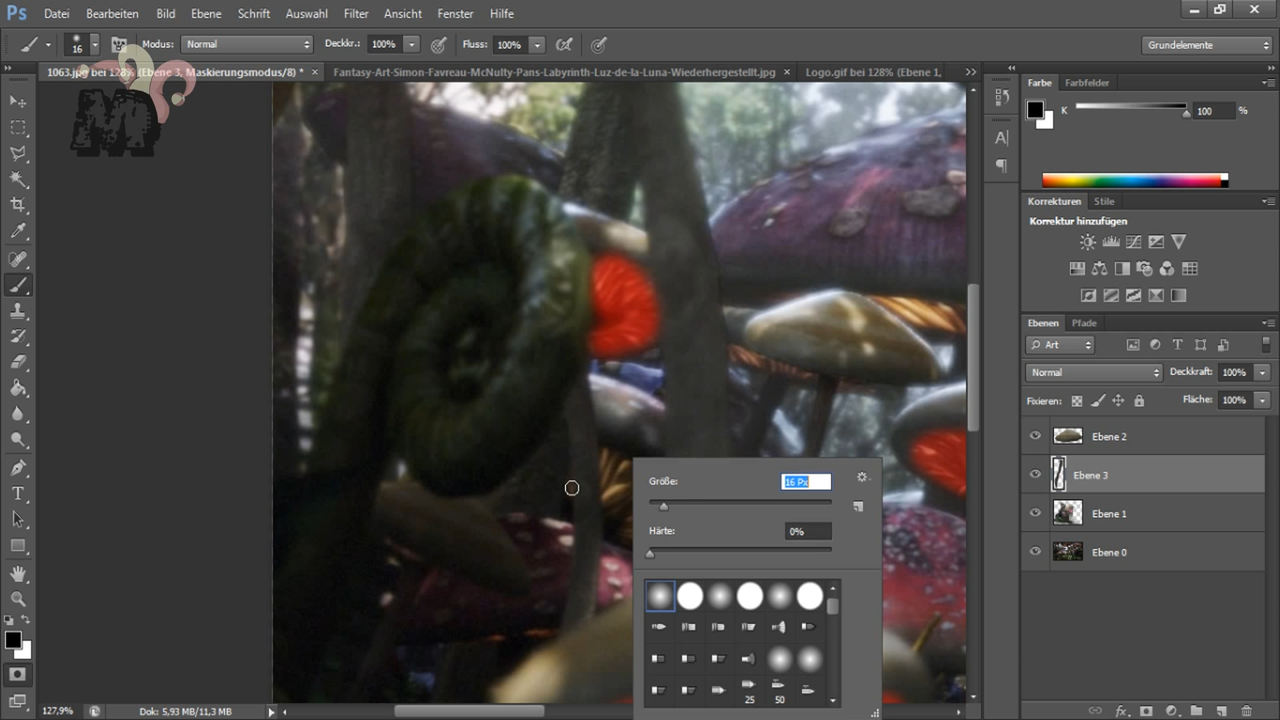 Ps Datei Bearbeiten Bild Ebene Schrift Auswahl Filter Ansicht Fenster Hilfe
16 Modus: Normal Deckkr.: 100% Fluss: 100% Grundelemente
1063.jpg bei 128% (Ebene 3, Maskierungsmodus/8) * × Fantasy-Art-Simon-Favreau-McNulty-Pans-Labyrinth-Luz-de-la-Luna-Wiederhergestellt.jpg × Logo.gif bei 128% (Ebene 1,
M
Farbe Farbfelder
K 100 %
Korrekturen Stile
Korrektur hinzufügen
Ebenen Pfade
Art
Normal Deckkraft: 100%
Fixieren: Fläche: 100%
Ebene 2
Ebene 3
Ebene 1
Ebene 0
Größe: 16 Px
Härte: 0%
25 50
127,9% Dok: 5,93 MB/11,3 MB